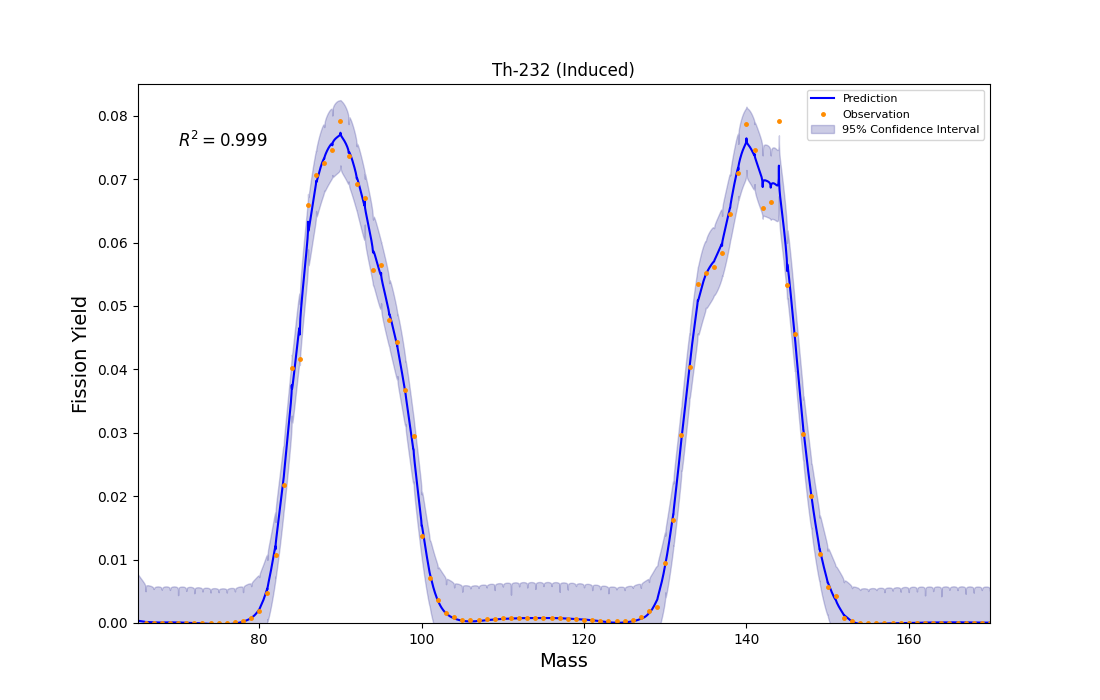 Th-232 (Induced)
R² = 0.999
Prediction
Observation
95% Confidence Interval
Fission Yield
0.08
0.07
0.06
0.05
0.04
0.03
0.02
0.01
0.00
80 100 120 140 160
Mass